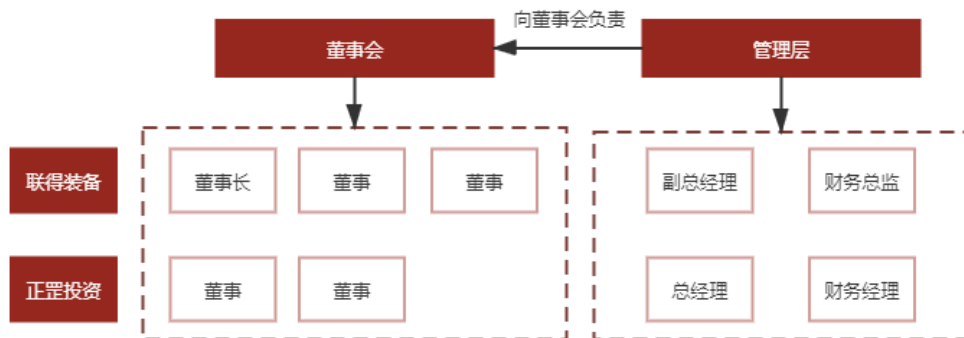 向董事会负责
董事会
管理层
联得装备
董事长
董事
董事
副总经理
财务总监
正罡投资
董事
董事
总经理
财务经理